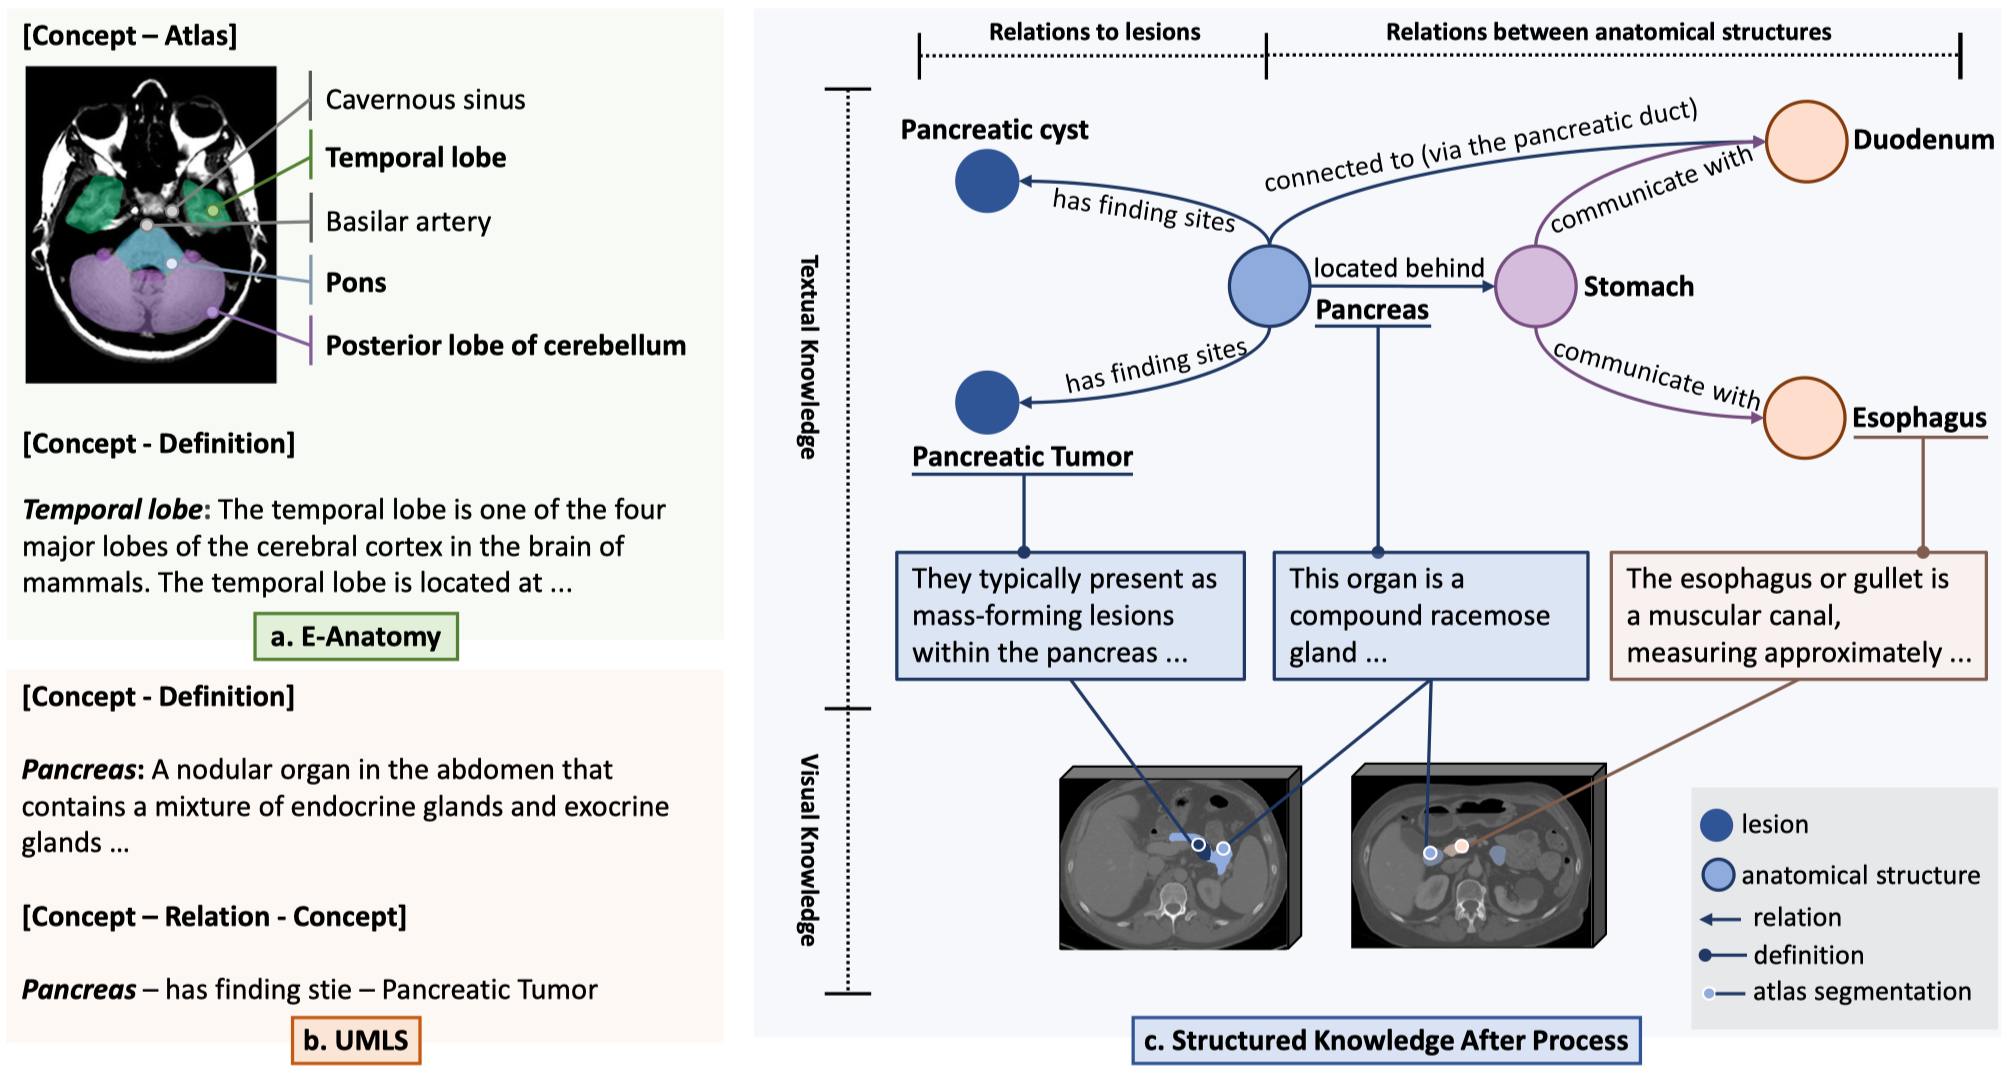 [Concept – Atlas]
Cavernous sinus
Temporal lobe
Basilar artery
Pons
Posterior lobe of cerebellum
[Concept - Definition]
Temporal lobe: The temporal lobe is one of the four
major lobes of the cerebral cortex in the brain of
mammals. The temporal lobe is located at ...
a. E-Anatomy
[Concept - Definition]
Pancreas: A nodular organ in the abdomen that
contains a mixture of endocrine glands and exocrine
glands ...
[Concept – Relation - Concept]
Pancreas – has finding stie – Pancreatic Tumor
b. UMLS
Relations to lesions
Relations between anatomical structures
Textual Knowledge
Visual Knowledge
Pancreatic cyst
has finding sites
connected to (via the pancreatic duct)
communicate with
Duodenum
located behind
Pancreas
Stomach
has finding sites
communicate with
Pancreatic Tumor
Esophagus
They typically present as
mass-forming lesions
within the pancreas ...
This organ is a
compound racemose
gland ...
The esophagus or gullet is
a muscular canal,
measuring approximately ...
lesion
anatomical structure
relation
definition
atlas segmentation
c. Structured Knowledge After Process